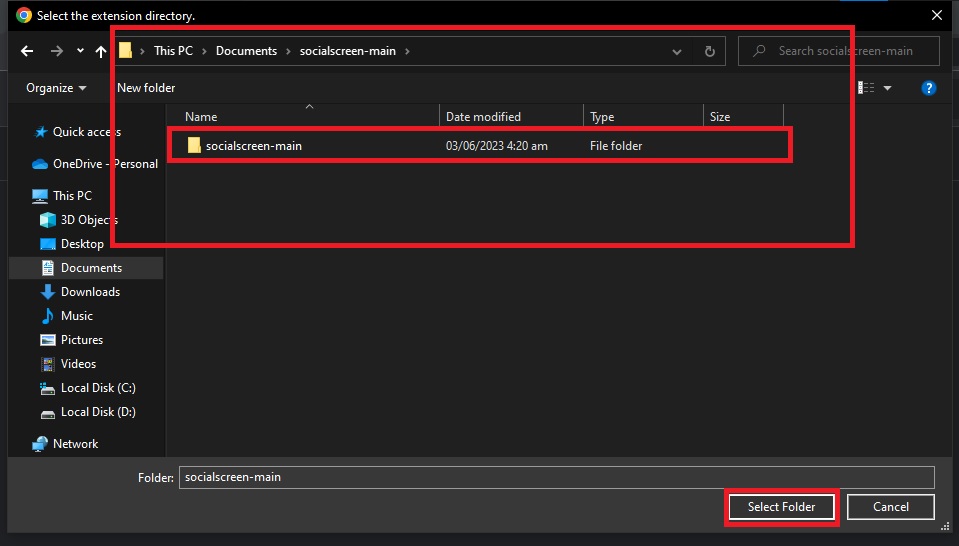 Select the extension directory.
This PC > Documents > socialscreen-main >
Search socialscreen-main
Organize
New folder
Name Date modified Type Size
socialscreen-main 03/06/2023 4:20 am File folder
Quick access
OneDrive - Personal
This PC
3D Objects
Desktop
Documents
Downloads
Music
Pictures
Videos
Local Disk (C:)
Local Disk (D:)
Network
Folder: socialscreen-main
Select Folder Cancel